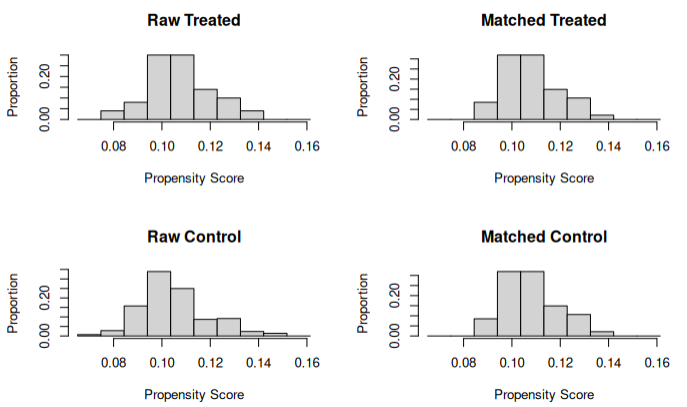 Raw Treated
Proportion
0.00 0.20
0.08 0.10 0.12 0.14 0.16
Propensity Score
Matched Treated
Proportion
0.00 0.20
0.08 0.10 0.12 0.14 0.16
Propensity Score
Raw Control
Proportion
0.00 0.20
0.08 0.10 0.12 0.14 0.16
Propensity Score
Matched Control
Proportion
0.00 0.20
0.08 0.10 0.12 0.14 0.16
Propensity Score